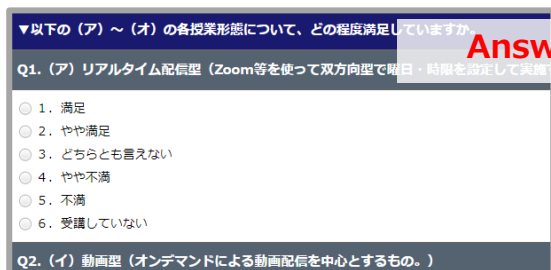 ▼以下の（ア）～（オ）の各授業形態について、どの程度満足していますか。
Answ
Q1.（ア）リアルタイム配信型（Zoom等を使って双方向型で曜日・時限を設定して実施
1. 満足
2. やや満足
3. どちらとも言えない
4. やや不満
5. 不満
6. 受講していない
Q2.（イ）動画型（オンデマンドによる動画配信を中心とするもの。）